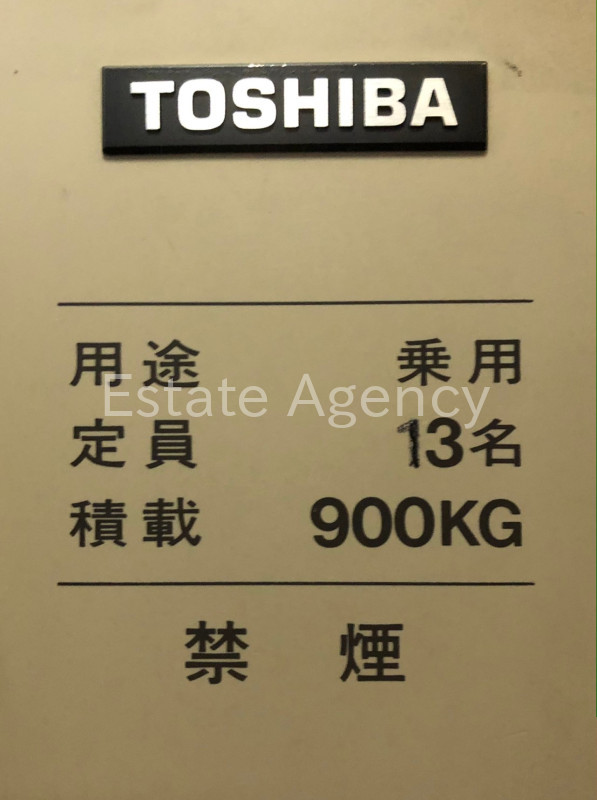 TOSHIBA
用途 乗用
Estate Agency
定員 13名
積載 900KG
禁煙